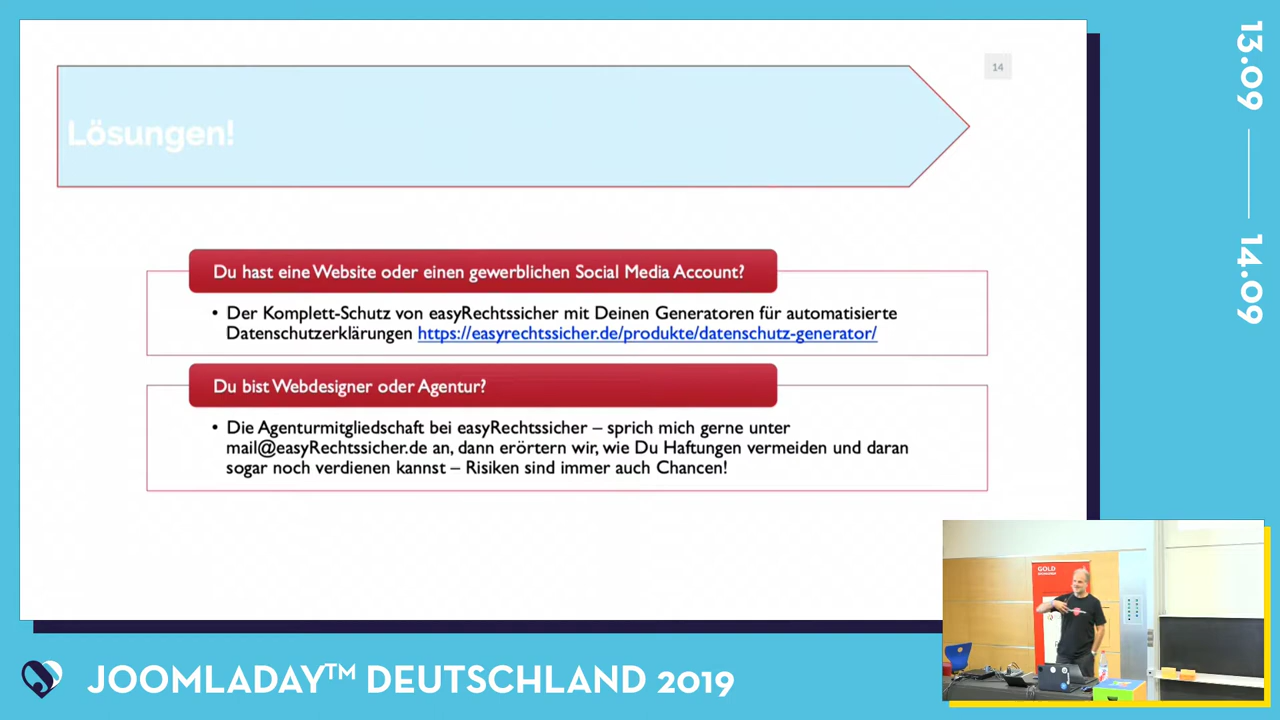 14
Lösungen!
Du hast eine Website oder einen gewerblichen Social Media Account?
• Der Komplett-Schutz von easyRechtssicher mit Deinen Generatoren für automatisierte
Datenschutzerklärungen https://easyrechtssicher.de/produkte/datenschutz-generator/
Du bist Webdesigner oder Agentur?
• Die Agenturmitgliedschaft bei easyRechtssicher – sprich mich gerne unter
mail@easyRechtssicher.de an, dann erörtern wir, wie Du Haftungen vermeiden und daran
sogar noch verdienen kannst – Risiken sind immer auch Chancen!
13.09
14.09
GOLD
JOOMLADAY™ DEUTSCHLAND 2019